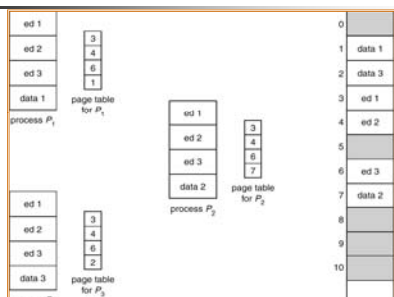 ed 1
ed 2
ed 3
data 1
process P₁
3
4
6
1
page table
for P₁
ed 1
ed 2
ed 3
data 2
process P₂
3
4
6
7
page table
for P₂
ed 1
ed 2
ed 3
data 3
3
4
6
2
page table
for P₃
0
1 data 1
2 data 3
3 ed 1
4 ed 2
5
6 ed 3
7 data 2
8
9
10